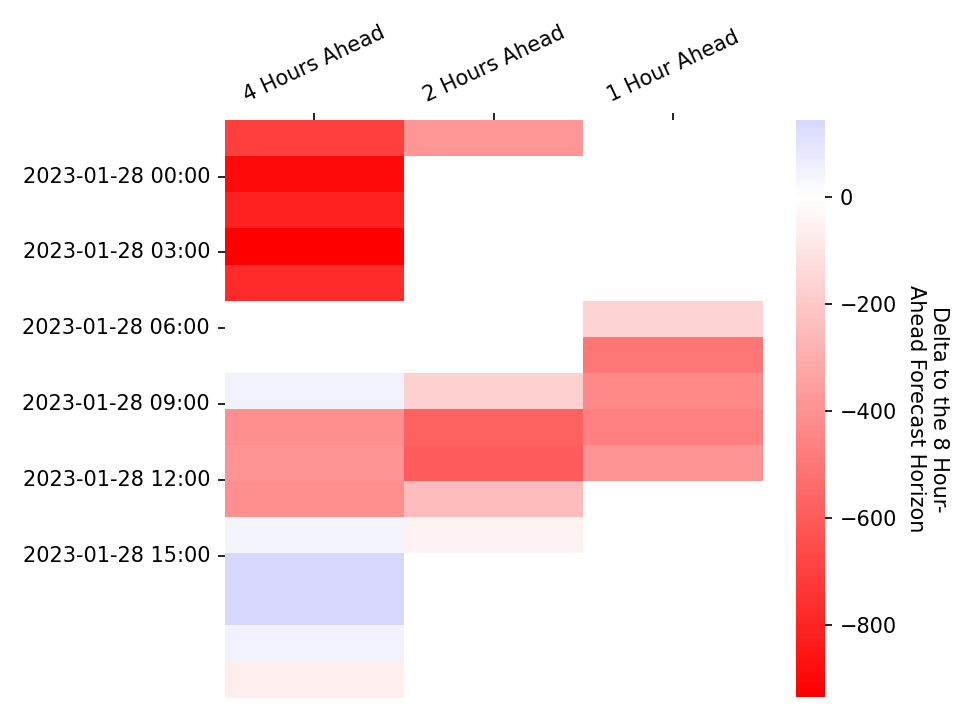 4 Hours Ahead
2 Hours Ahead
1 Hour Ahead
2023-01-28 00:00
2023-01-28 03:00
2023-01-28 06:00
2023-01-28 09:00
2023-01-28 12:00
2023-01-28 15:00
0
−200
−400
−600
−800
Delta to the 8 Hour-
Ahead Forecast Horizon